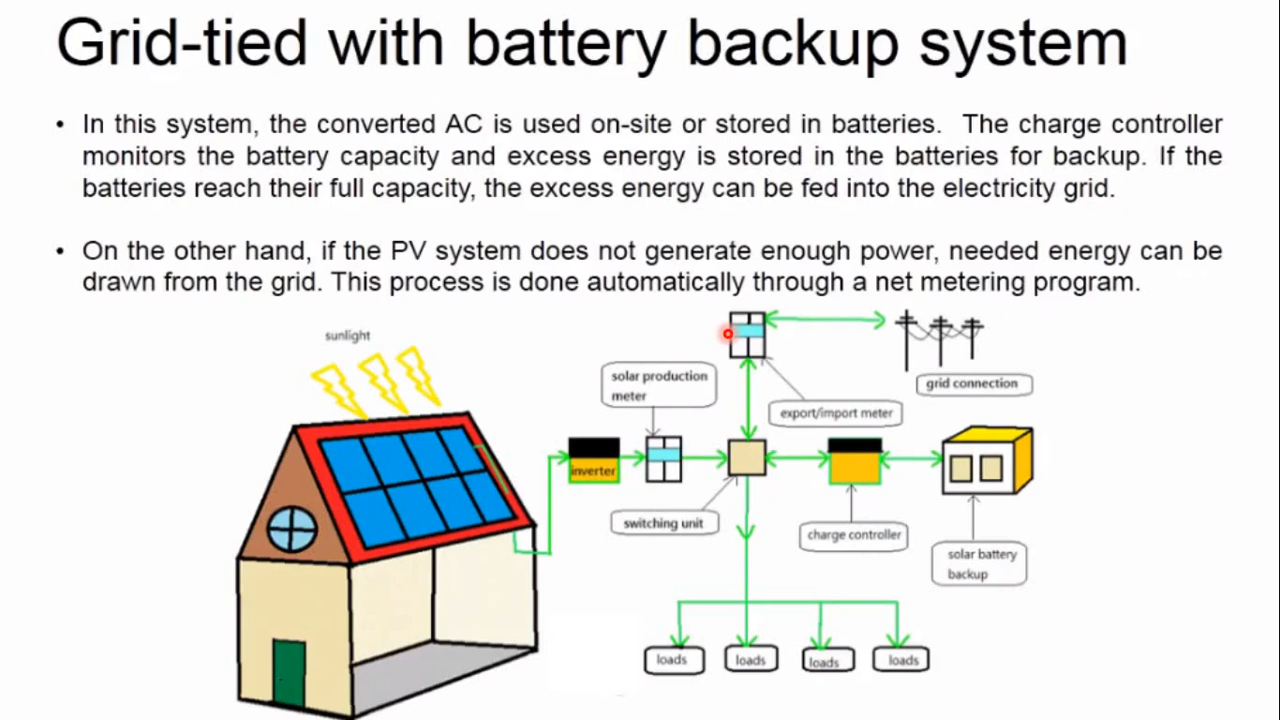 Grid-tied with battery backup system
• In this system, the converted AC is used on-site or stored in batteries. The charge controller
monitors the battery capacity and excess energy is stored in the batteries for backup. If the
batteries reach their full capacity, the excess energy can be fed into the electricity grid.
• On the other hand, if the PV system does not generate enough power, needed energy can be
drawn from the grid. This process is done automatically through a net metering program.
sunlight
solar production
meter
grid connection
export/import meter
inverter
switching unit
charge controller
solar battery
backup
loads
loads
loads
loads